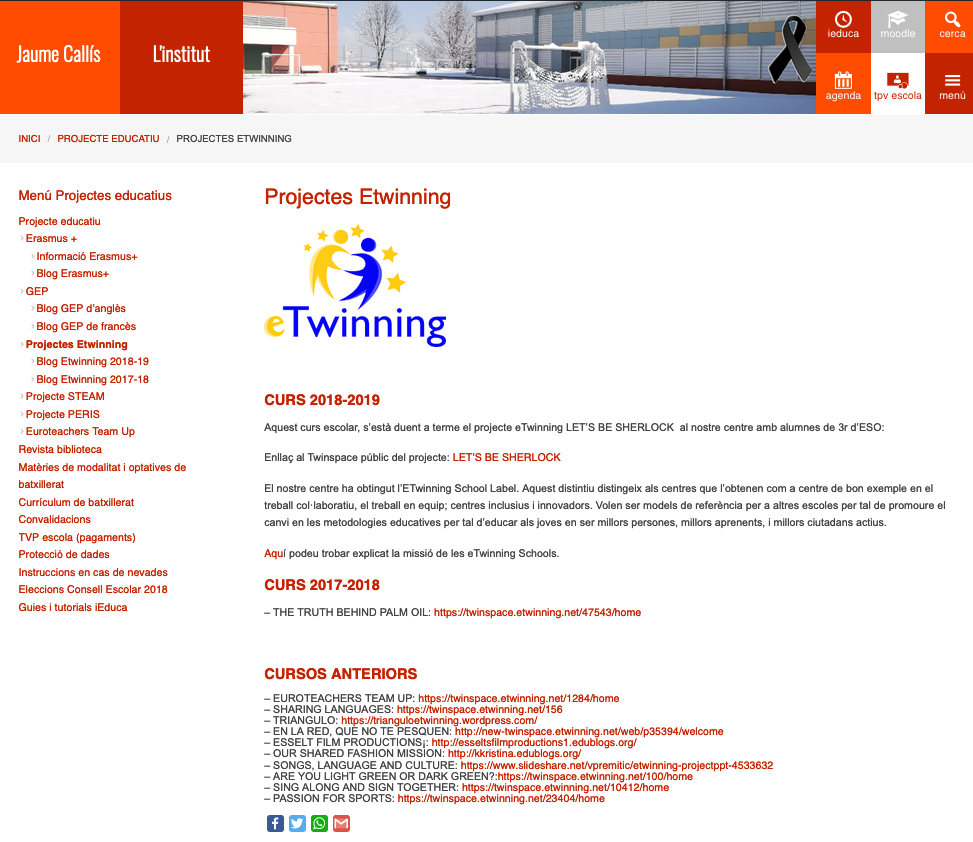 Jaume Callís
L'institut
ieduca
moodle
cerca
agenda
tpv escola
menú
INICI / PROJECTE EDUCATIU / PROJECTES ETWINNING
Menú Projectes educatius
Projecte educatiu
Erasmus +
Informació Erasmus+
Blog Erasmus+
GEP
Blog GEP d'anglès
Blog GEP de francès
Projectes Etwinning
Blog Etwinning 2018-19
Blog Etwinning 2017-18
Projecte STEAM
Projecte PERIS
Euroteachers Team Up
Revista biblioteca
Matèries de modalitat i optatives de
batxillerat
Currículum de batxillerat
Convalidacions
TVP escola (pagaments)
Protecció de dades
Instruccions en cas de nevades
Eleccions Consell Escolar 2018
Guies i tutorials iEduca
Projectes Etwinning
eTwinning
CURS 2018-2019
Aquest curs escolar, s'està duent a terme el projecte eTwinning LET'S BE SHERLOCK al nostre centre amb alumnes de 3r d'ESO:
Enllaç al Twinspace públic del projecte: LET'S BE SHERLOCK
El nostre centre ha obtingut l'ETwinning School Label. Aquest distintiu distingeix als centres que l'obtenen com a centre de bon exemple en el
treball col·laboratiu, el treball en equip; centres inclusius i innovadors. Volen ser models de referència per a altres escoles per tal de promoure el
canvi en les metodologies educatives per tal d'educar als joves en ser millors persones, millors aprenents, i millors ciutadans actius.
Aquí podeu trobar explicat la missió de les eTwinning Schools.
CURS 2017-2018
– THE TRUTH BEHIND PALM OIL: https://twinspace.etwinning.net/47543/home
CURSOS ANTERIORS
– EUROTEACHERS TEAM UP: https://twinspace.etwinning.net/1284/home
– SHARING LANGUAGES: https://twinspace.etwinning.net/156
– TRIANGULO: https://trianguloetwinning.wordpress.com/
– EN LA RED, QUE NO TE PESQUEN: http://new-twinspace.etwinning.net/web/p35394/welcome
– ESSELT FILM PRODUCTIONS¡: http://esseltsfilmproductions1.edublogs.org/
– OUR SHARED FASHION MISSION: http://kkristina.edublogs.org/
– SONGS, LANGUAGE AND CULTURE: https://www.slideshare.net/vpremitic/etwinning-projectppt-4533632
– ARE YOU LIGHT GREEN OR DARK GREEN?:https://twinspace.etwinning.net/100/home
– SING ALONG AND SIGN TOGETHER: https://twinspace.etwinning.net/10412/home
– PASSION FOR SPORTS: https://twinspace.etwinning.net/23404/home